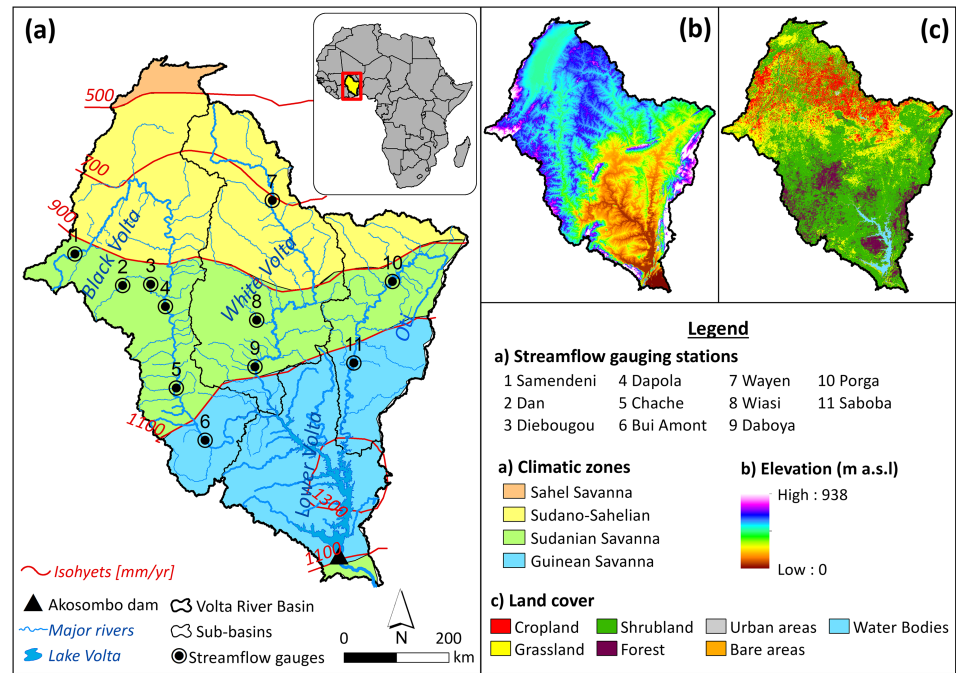 (a)
500
700
900
Black Volta
White Volta
2
3
4
8
10
Oti
9
11
5
1100
6
Lower Volta
1300
1100
Isohyets [mm/yr]
Akosombo dam
Major rivers
Lake Volta
Volta River Basin
Sub-basins
Streamflow gauges
N
0 200
km
(b)
(c)
Legend
a) Streamflow gauging stations
1 Samendeni 4 Dapola 7 Wayen 10 Porga
2 Dan 5 Chache 8 Wiasi 11 Saboba
3 Diebougou 6 Bui Amont 9 Daboya
a) Climatic zones
Sahel Savanna
Sudano-Sahelian
Sudanian Savanna
Guinean Savanna
b) Elevation (m a.s.l)
High : 938
Low : 0
c) Land cover
Cropland Shrubland Urban areas Water Bodies
Grassland Forest Bare areas